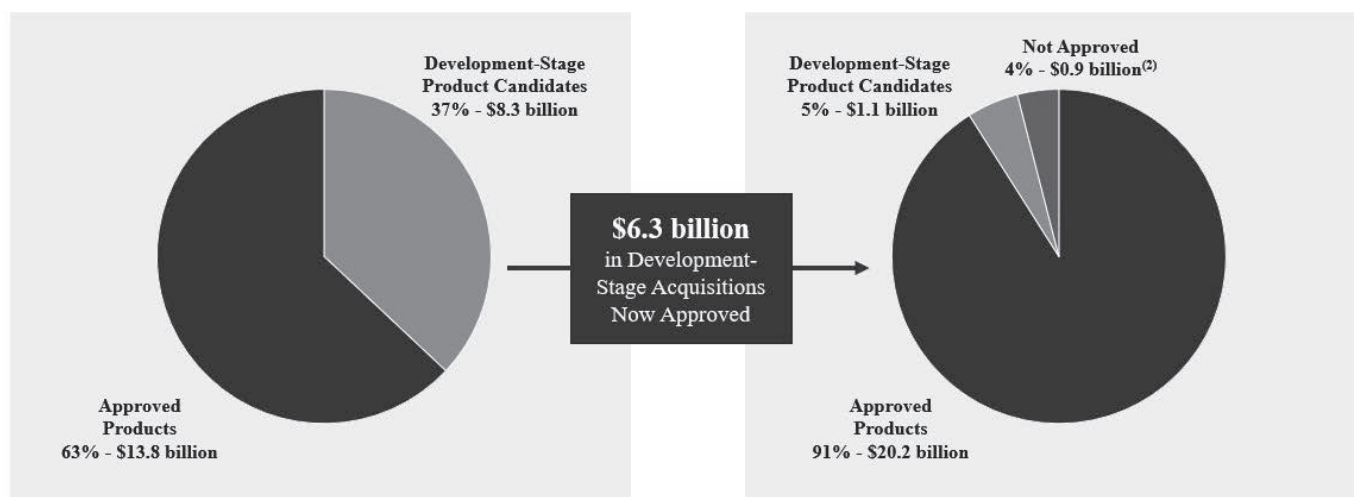 Development-Stage
Product Candidates
37% - $8.3 billion
Approved
Products
63% - $13.8 billion
$6.3 billion
in Development-
Stage Acquisitions
Now Approved
Development-Stage
Product Candidates
5% - $1.1 billion
Not Approved
4% - $0.9 billion(2)
Approved
Products
91% - $20.2 billion